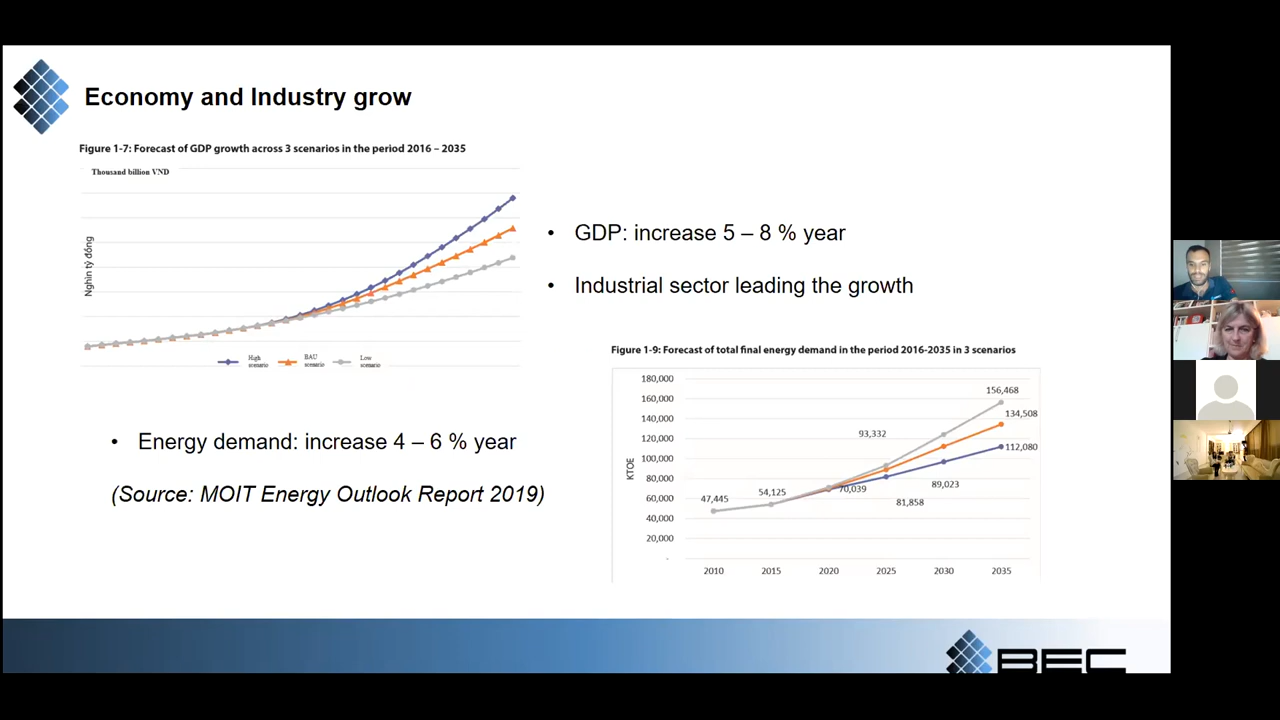 Economy and Industry grow
Figure 1-7: Forecast of GDP growth across 3 scenarios in the period 2016 – 2035
Thousand billion VND
Nghìn tỷ đồng
High scenario
BAU scenario
Low scenario
• GDP: increase 5 – 8 % year
• Industrial sector leading the growth
• Energy demand: increase 4 – 6 % year
(Source: MOIT Energy Outlook Report 2019)
Figure 1-9: Forecast of total final energy demand in the period 2016-2035 in 3 scenarios
KTOE
180,000
160,000
140,000
120,000
100,000
80,000
60,000
40,000
20,000
-
47,445
54,125
70,039
93,332
81,858
89,023
156,468
134,508
112,080
2010 2015 2020 2025 2030 2035
BEC